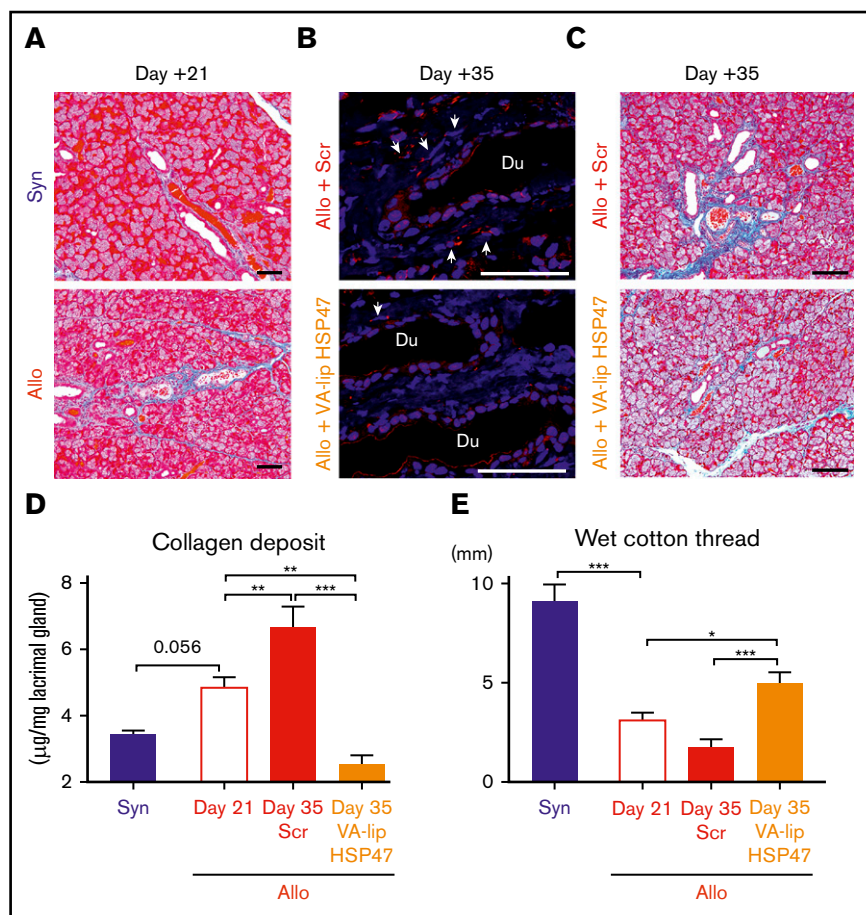 A
B
C
Day +21
Day +35
Day +35
Syn
Allo
Allo + Scr
Allo + VA-lip HSP47
Du
Du
Du
Allo + Scr
Allo + VA-lip HSP47
D
E
Collagen deposit
(μg/mg lacrimal gland)
8
6
4
2
0.056
**
**
***
Syn
Day 21
Day 35
Scr
Day 35
VA-lip
HSP47
Allo
Wet cotton thread
(mm)
10
5
0
***
*
***
Syn
Day 21
Day 35
Scr
Day 35
VA-lip
HSP47
Allo